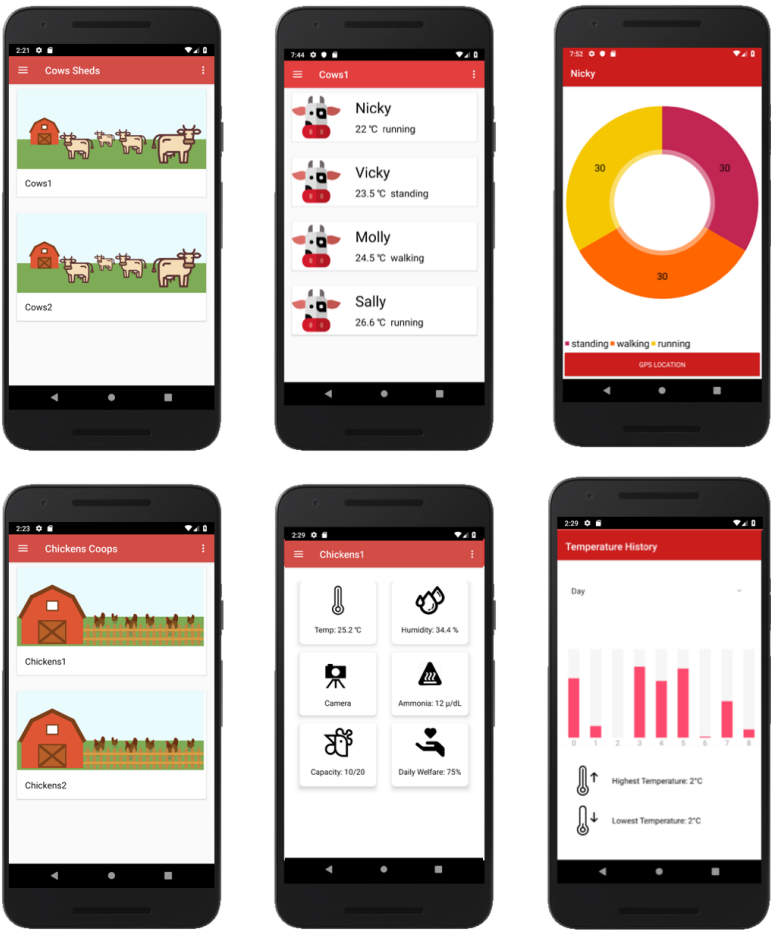 2:21
Cows Sheds
Cows1
Cows2
7:44
Cows1
Nicky
22 °C running
Vicky
23.5 °C standing
Molly
24.5 °C walking
Sally
26.6 °C running
7:52
Nicky
30
30
30
standing walking running
GPS LOCATION
2:23
Chickens Coops
Chickens1
Chickens2
2:29
Chickens1
Temp: 25.2 °C
Humidity: 34.4 %
Camera
Ammonia: 12 μ/dL
Capacity: 10/20
Daily Welfare: 75%
2:29
Temperature History
Day
0 1 2 3 4 5 6 7 8
Highest Temperature: 2°C
Lowest Temperature: 2°C